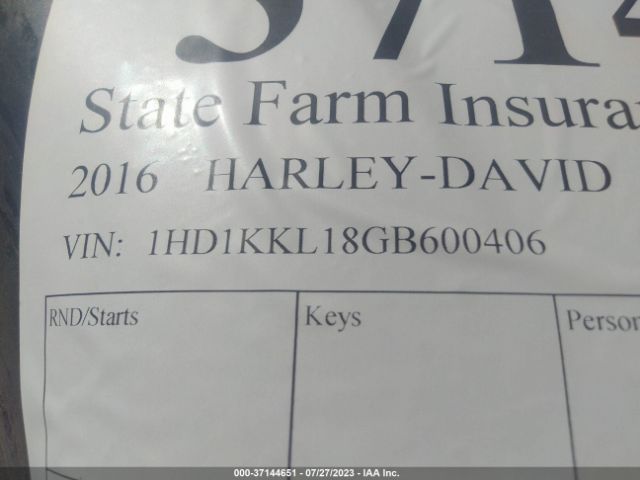 State Farm Insura
2016 HARLEY-DAVID
VIN: 1HD1KKL18GB600406
RND/Starts
Keys
Person
000-37144651 / 07/27/2023 - IAA Inc.